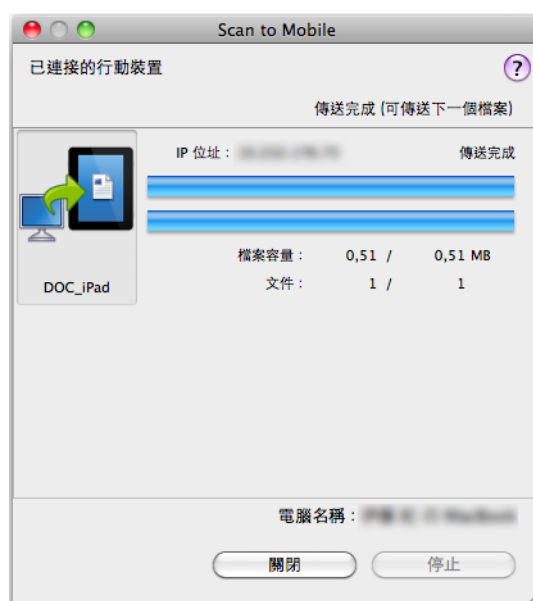 Scan to Mobile
已連接的行動裝置
?
傳送完成 (可傳送下一個檔案)
IP 位址： 傳送完成
檔案容量： 0,51 / 0,51 MB
文件： 1 / 1
DOC_iPad
電腦名稱：
關閉 停止